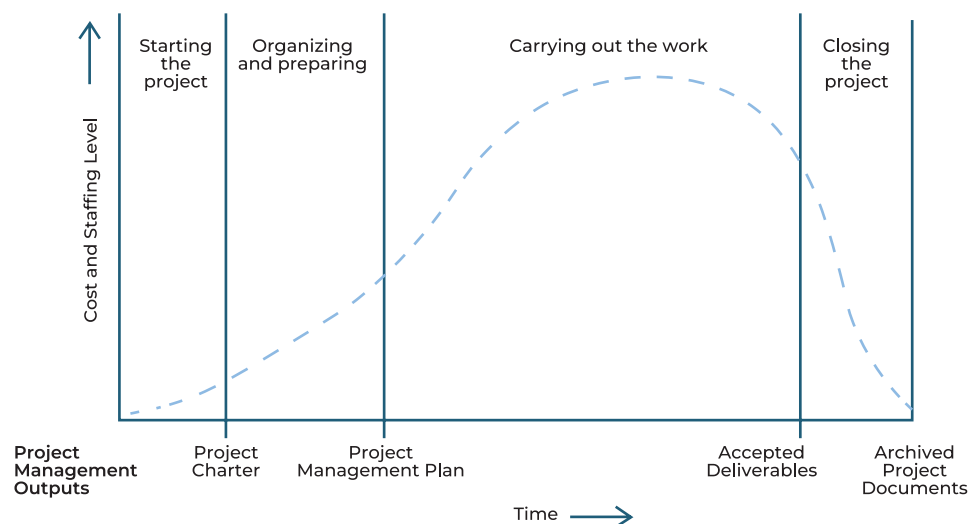 Starting
the
project
Organizing
and preparing
Carrying out the work
Closing
the
project
Cost and Staffing Level
Project
Management
Outputs
Project
Charter
Project
Management Plan
Accepted
Deliverables
Archived
Project
Documents
Time